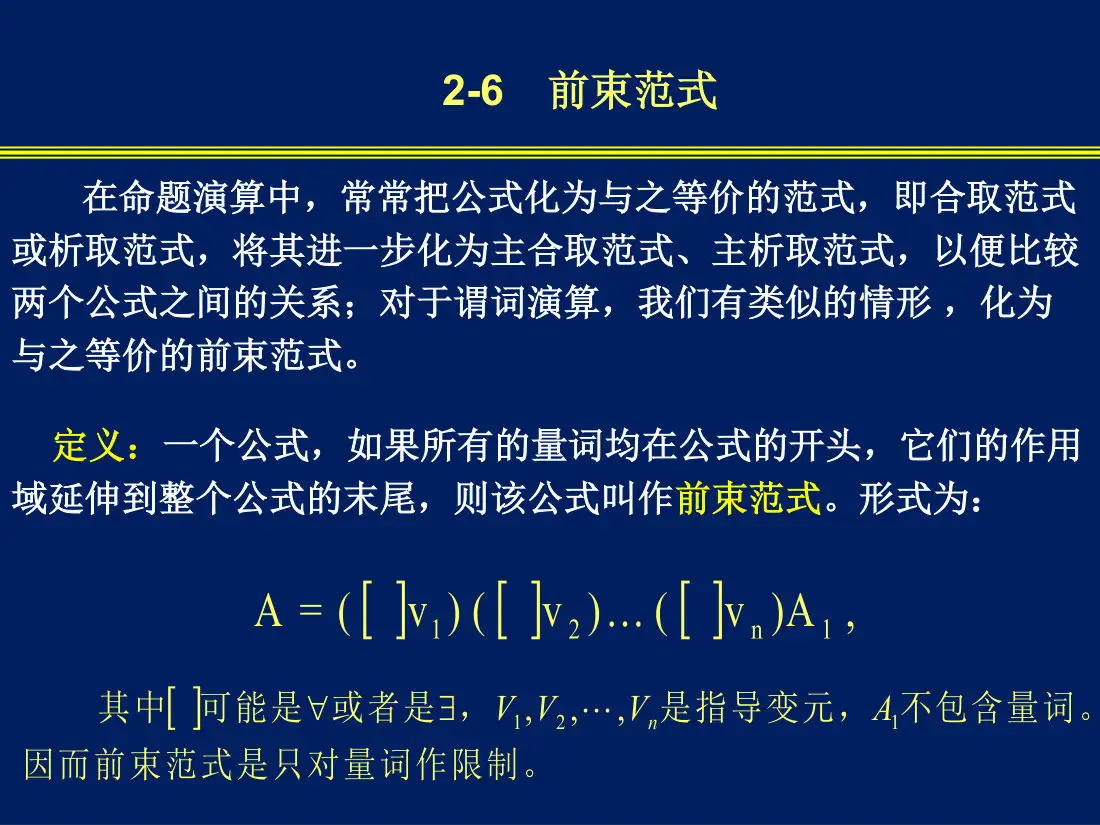 2-6 前束范式
在命题演算中，常常把公式化为与之等价的范式，即合取范式
或析取范式，将其进一步化为主合取范式、主析取范式，以便比较
两个公式之间的关系；对于谓词演算，我们有类似的情形 ，化为
与之等价的前束范式。
定义：一个公式，如果所有的量词均在公式的开头，它们的作用
域延伸到整个公式的末尾，则该公式叫作前束范式。形式为：
A = ([ ]v₁)([ ]v₂)…([ ]vₙ)A₁ ,
其中[ ]可能是∀或者是∃，V₁,V₂,⋯,Vₙ是指导变元，A₁不包含量词。
因而前束范式是只对量词作限制。